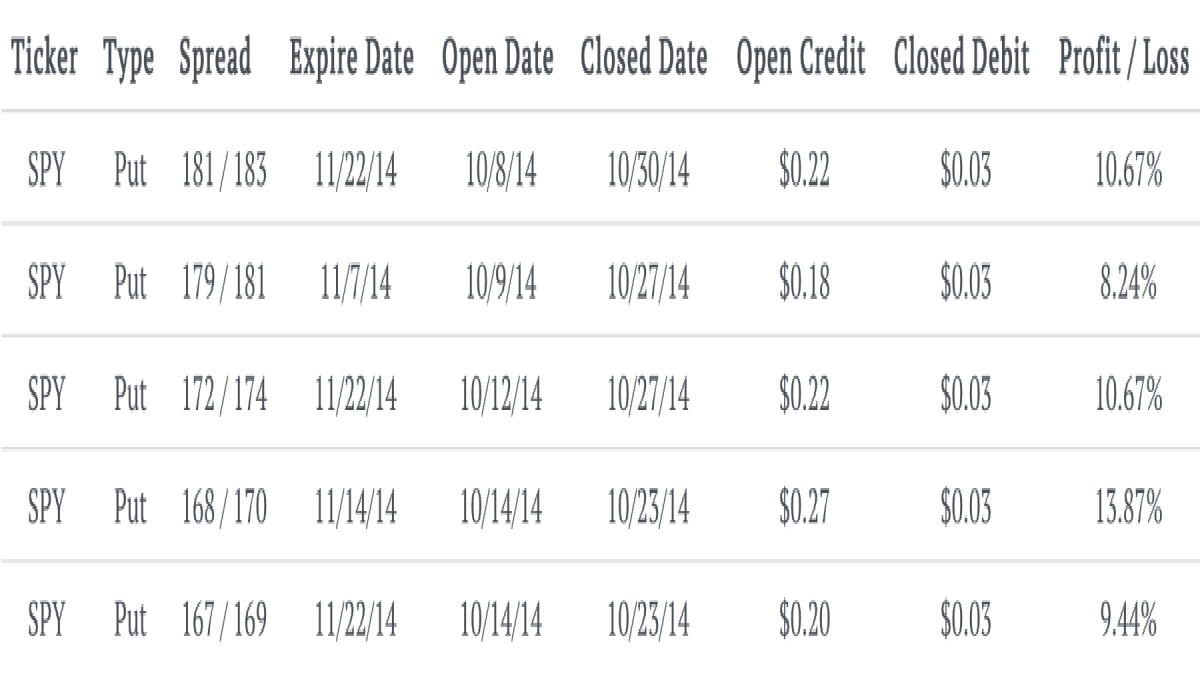 Ticker Type Spread Expire Date Open Date Closed Date Open Credit Closed Debit Profit / Loss
SPY Put 181 / 183 11/22/14 10/8/14 10/30/14 $0.22 $0.03 10.67%
SPY Put 179 / 181 11/7/14 10/9/14 10/27/14 $0.18 $0.03 8.24%
SPY Put 172 / 174 11/22/14 10/12/14 10/27/14 $0.22 $0.03 10.67%
SPY Put 168 / 170 11/14/14 10/14/14 10/23/14 $0.27 $0.03 13.87%
SPY Put 167 / 169 11/22/14 10/14/14 10/23/14 $0.20 $0.03 9.44%